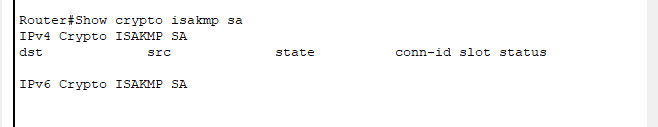 Router#Show crypto isakmp sa
IPv4 Crypto ISAKMP SA
dst src state conn-id slot status
IPv6 Crypto ISAKMP SA